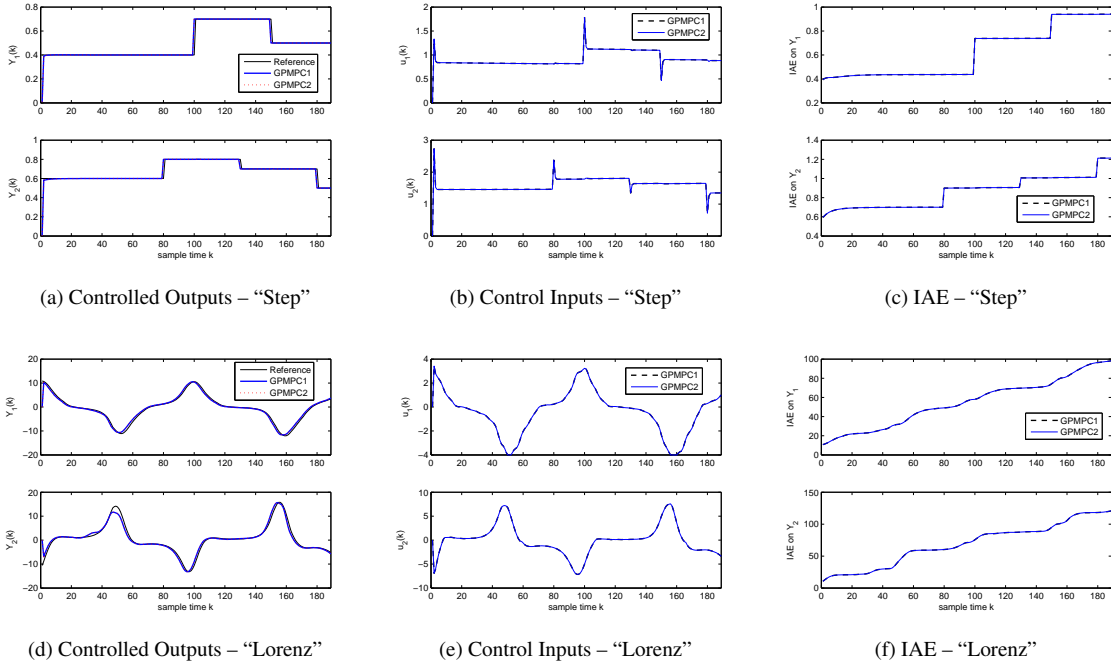 Y1(k)
0.8
0.6
0.4
0.2
0
0 20 40 60 80 100 120 140 160 180
Reference
GPMPC1
GPMPC2
Y2(k)
1
0.8
0.6
0.4
0.2
0
0 20 40 60 80 100 120 140 160 180
sample time k
(a) Controlled Outputs – “Step”
u1(k)
2
1.5
1
0.5
0
0 20 40 60 80 100 120 140 160 180
GPMPC1
GPMPC2
u2(k)
3
2
1
0
0 20 40 60 80 100 120 140 160 180
sample time k
(b) Control Inputs – “Step”
IAE on Y1
1
0.8
0.6
0.4
0.2
0 20 40 60 80 100 120 140 160 180
IAE on Y2
1.4
1.2
1
0.8
0.6
0.4
0 20 40 60 80 100 120 140 160 180
GPMPC1
GPMPC2
sample time k
(c) IAE – “Step”
Y1(k)
20
10
0
−10
−20
0 20 40 60 80 100 120 140 160 180
Reference
GPMPC1
GPMPC2
Y2(k)
20
10
0
−10
−20
0 20 40 60 80 100 120 140 160 180
sample time k
(d) Controlled Outputs – “Lorenz”
u1(k)
4
2
0
−2
−4
0 20 40 60 80 100 120 140 160 180
GPMPC1
GPMPC2
u2(k)
10
5
0
−5
−10
0 20 40 60 80 100 120 140 160 180
sample time k
(e) Control Inputs – “Lorenz”
IAE on Y1
100
80
60
40
20
0
0 20 40 60 80 100 120 140 160 180
GPMPC1
GPMPC2
IAE on Y2
150
100
50
0
0 20 40 60 80 100 120 140 160 180
sample time k
(f) IAE – “Lorenz”